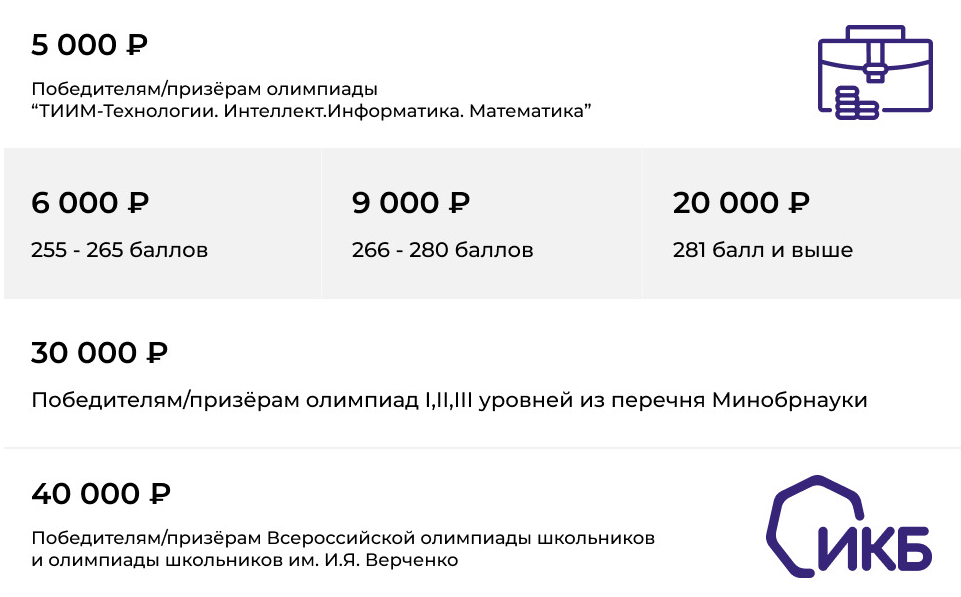 5 000 ₽
Победителям/призёрам олимпиады
“ТИИМ-Технологии. Интеллект.Информатика. Математика”
6 000 ₽
255 - 265 баллов
9 000 ₽
266 - 280 баллов
20 000 ₽
281 балл и выше
30 000 ₽
Победителям/призёрам олимпиад I,II,III уровней из перечня Минобрнауки
40 000 ₽
Победителям/призёрам Всероссийской олимпиады школьников
и олимпиады школьников им. И.Я. Верченко
ИКБ